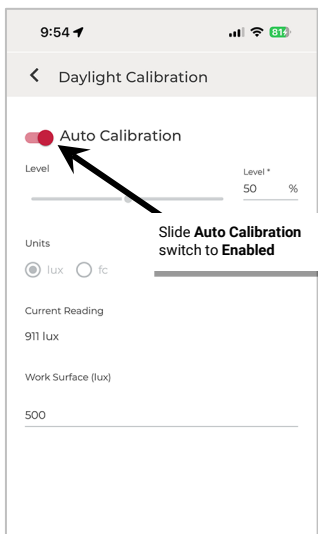 9:54
81
Daylight Calibration
Auto Calibration
Level
Level *
50 %
Slide Auto Calibration
switch to Enabled
Units
lux fc
Current Reading
911 lux
Work Surface (lux)
500